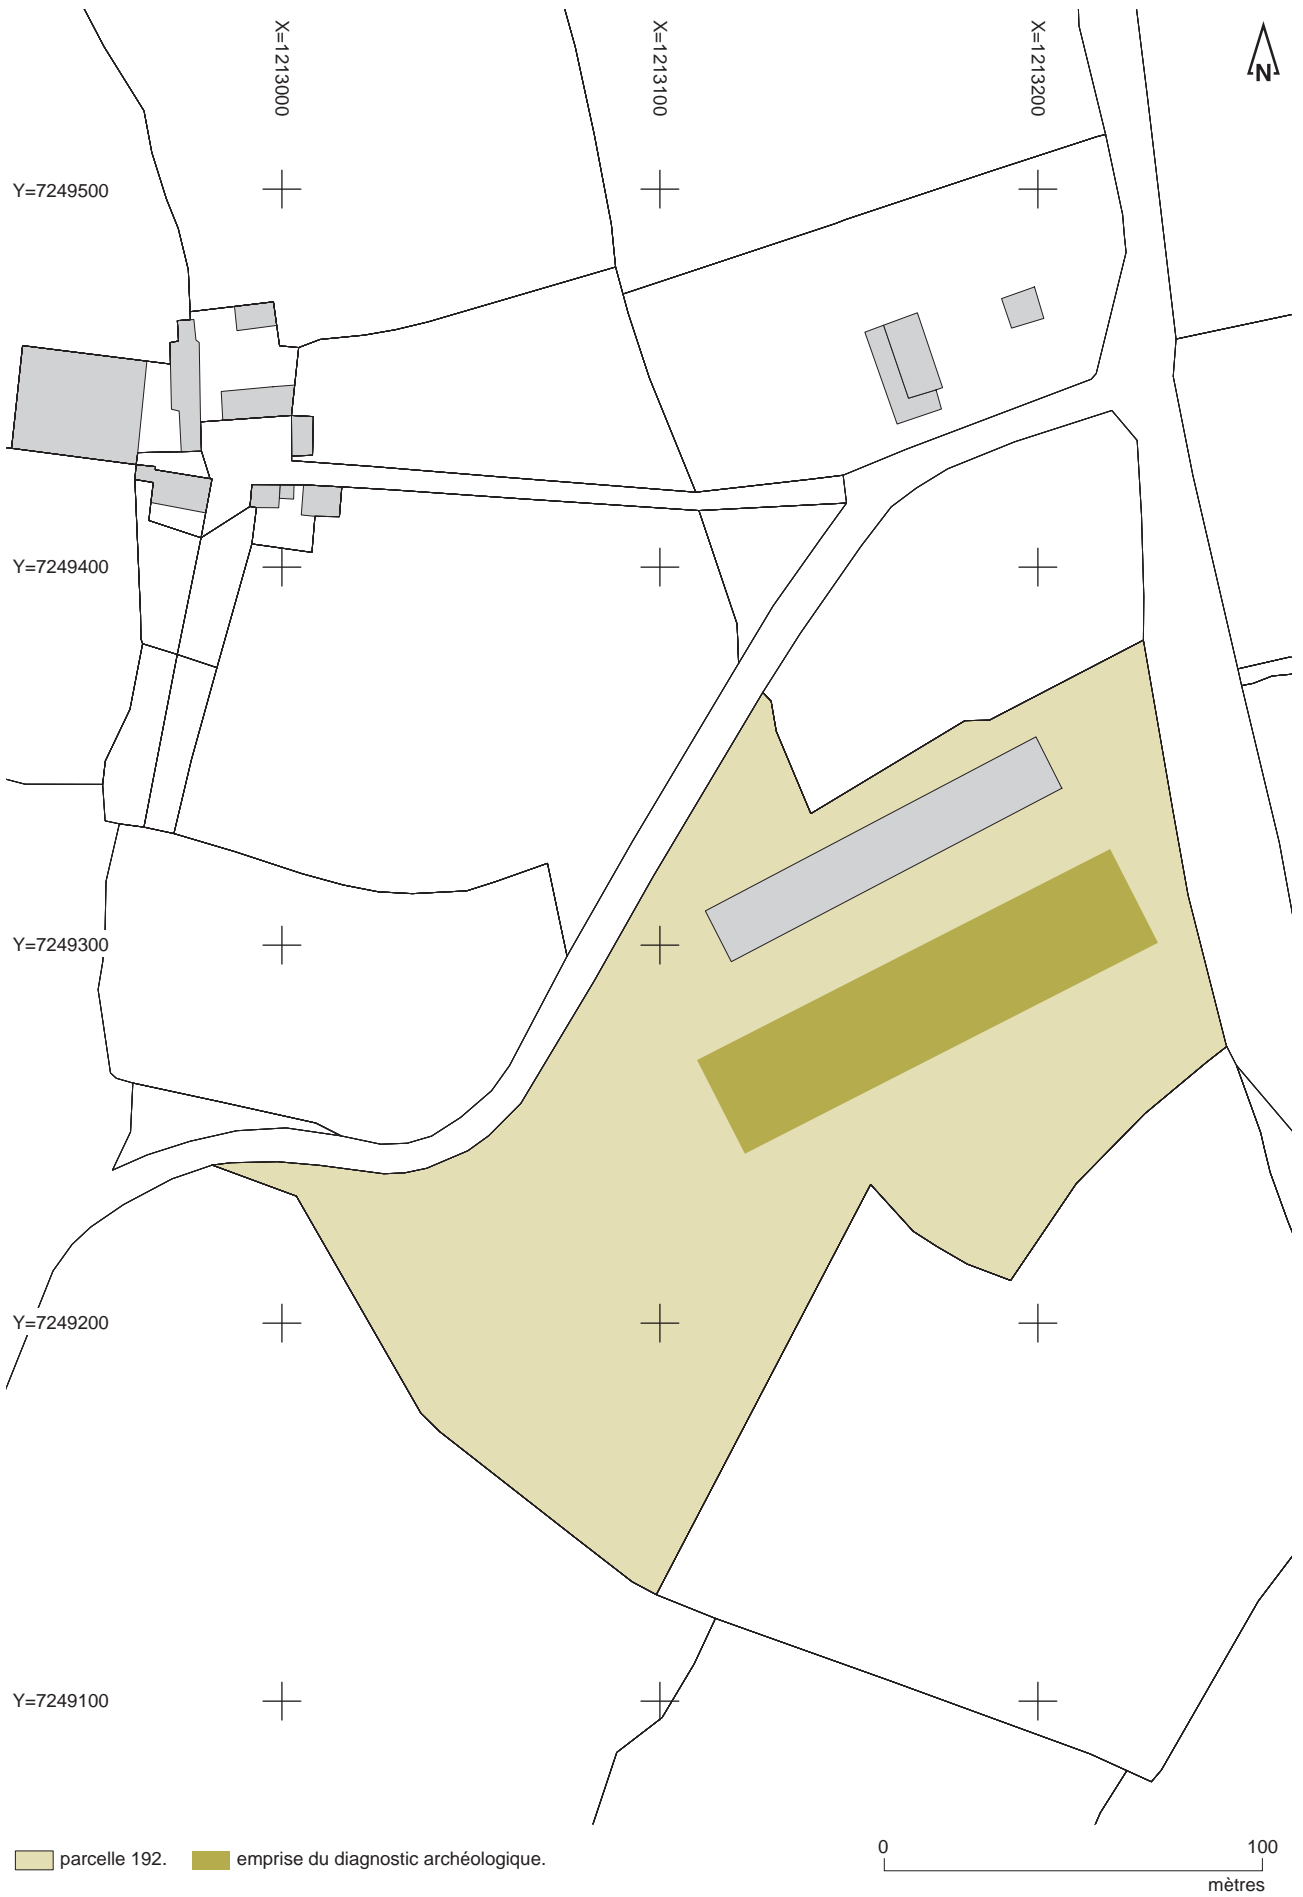 X=1213000
X=1213100
X=1213200
N
Y=7249500
Y=7249400
Y=7249300
Y=7249200
Y=7249100
parcelle 192.
emprise du diagnostic archéologique.
0
100
mètres